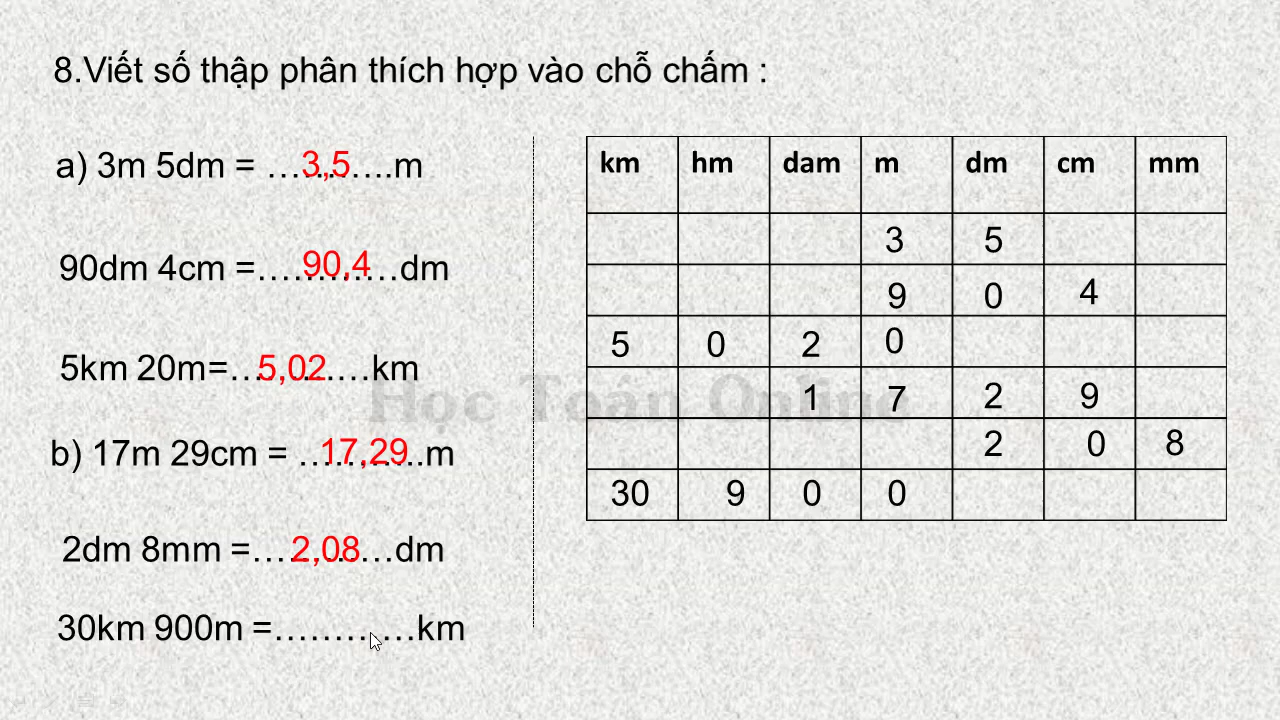 8.Viết số thập phân thích hợp vào chỗ chấm :
a) 3m 5dm = ….3,5…..m
90dm 4cm =….90,4…dm
5km 20m=…5,02……km
b) 17m 29cm = …17,29..m
2dm 8mm =….2,08…dm
30km 900m =…………km
km hm dam m dm cm mm
3 5
9 0 4
5 0 2 0
1 7 2 9
2 0 8
30 9 0 0
Học Toán Online